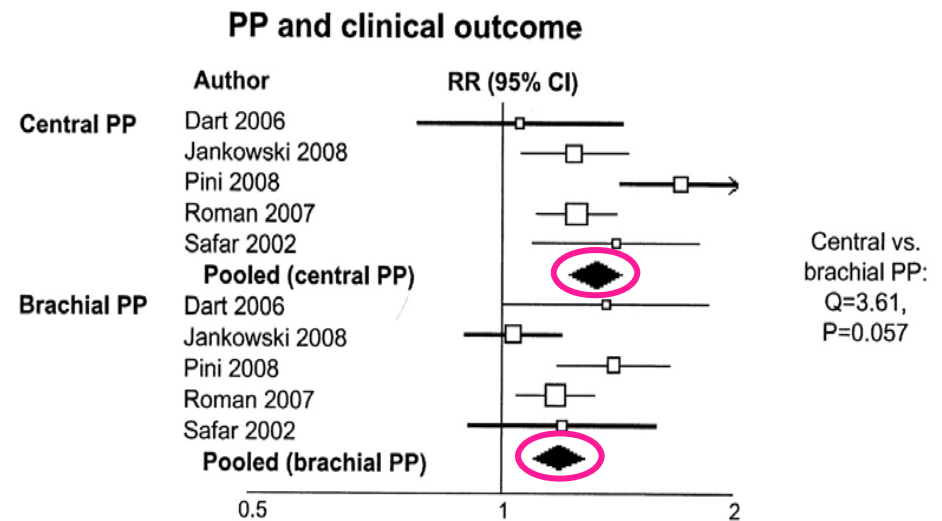 PP and clinical outcome
Author RR (95% CI)
Central PP Dart 2006
Jankowski 2008
Pini 2008
Roman 2007
Safar 2002
Pooled (central PP)
Brachial PP Dart 2006
Jankowski 2008
Pini 2008
Roman 2007
Safar 2002
Pooled (brachial PP)
Central vs.
brachial PP:
Q=3.61,
P=0.057
0.5 1 2